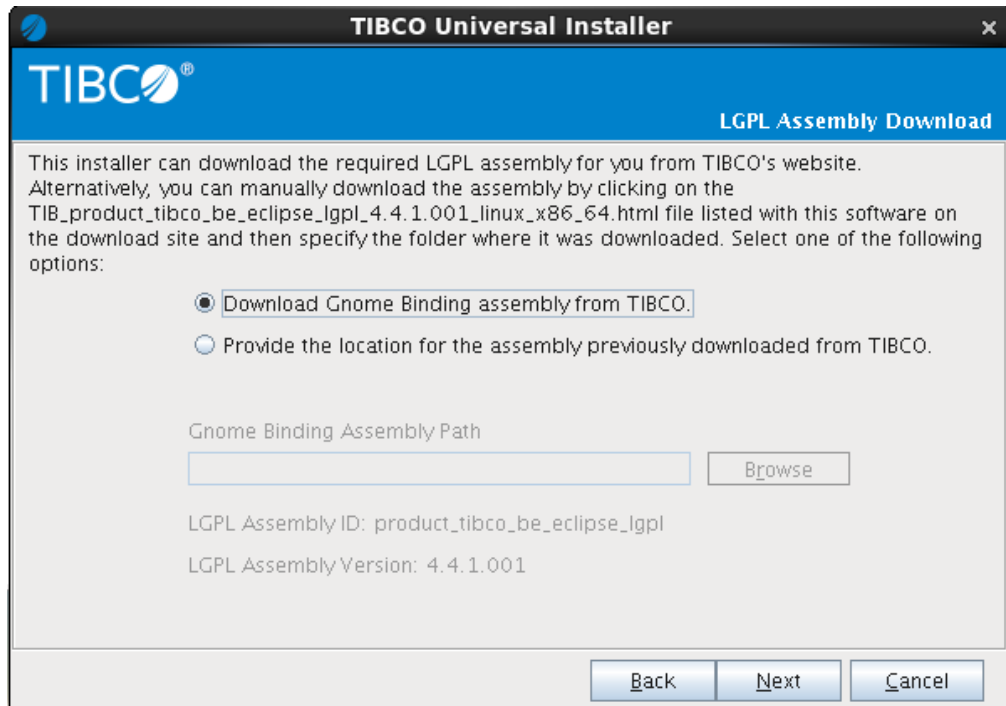 TIBCO Universal Installer
TIBCO®
LGPL Assembly Download
This installer can download the required LGPL assembly for you from TIBCO's website.
Alternatively, you can manually download the assembly by clicking on the
TIB_product_tibco_be_eclipse_lgpl_4.4.1.001_linux_x86_64.html file listed with this software on
the download site and then specify the folder where it was downloaded. Select one of the following
options:
Download Gnome Binding assembly from TIBCO.
Provide the location for the assembly previously downloaded from TIBCO.
Gnome Binding Assembly Path
Browse
LGPL Assembly ID: product_tibco_be_eclipse_lgpl
LGPL Assembly Version: 4.4.1.001
Back Next Cancel